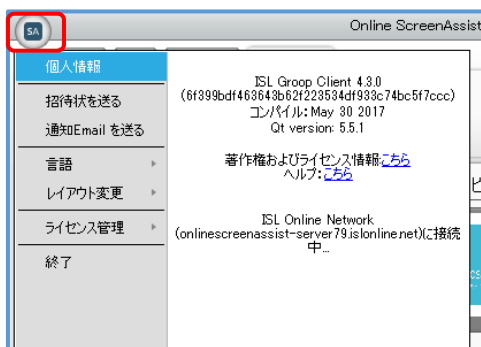 SA
Online ScreenAssist
個人情報
招待状を送る
通知Email を送る
言語
レイアウト変更
ライセンス管理
終了
ISL Groop Client 4.3.0
(6f399bdf463643b62f223534df933c74bc5f7ccc)
コンパイル: May 30 2017
Qt version: 5.5.1
著作権およびライセンス情報こちら
ヘルプ:こちら
ISL Online Network
(onlinescreenassist-server79.islonline.net)に接続
中...
ビ